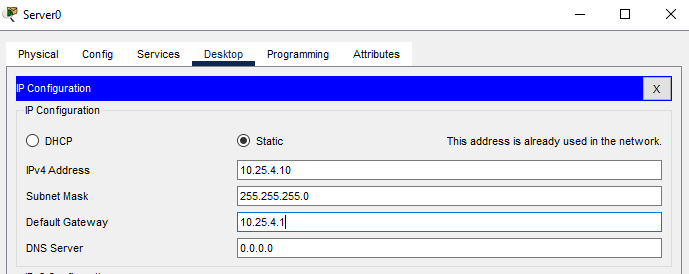 Server0
Physical Config Services Desktop Programming Attributes
IP Configuration X
IP Configuration
DHCP Static This address is already used in the network.
IPv4 Address 10.25.4.10
Subnet Mask 255.255.255.0
Default Gateway 10.25.4.1
DNS Server 0.0.0.0